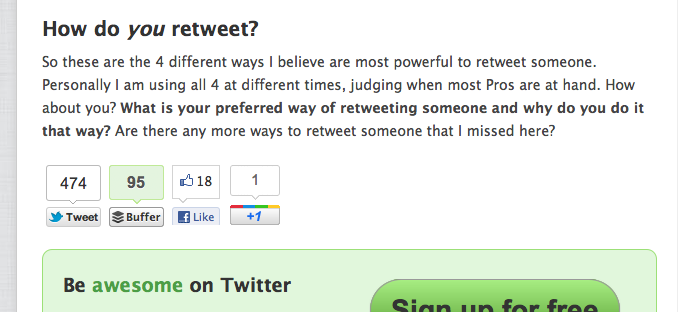 How do you retweet?
So these are the 4 different ways I believe are most powerful to retweet someone.
Personally I am using all 4 at different times, judging when most Pros are at hand. How
about you? What is your preferred way of retweeting someone and why do you do it
that way? Are there any more ways to retweet someone that I missed here?
474 95 18 1
Tweet Buffer Like +1
Be awesome on Twitter
Sign up for free